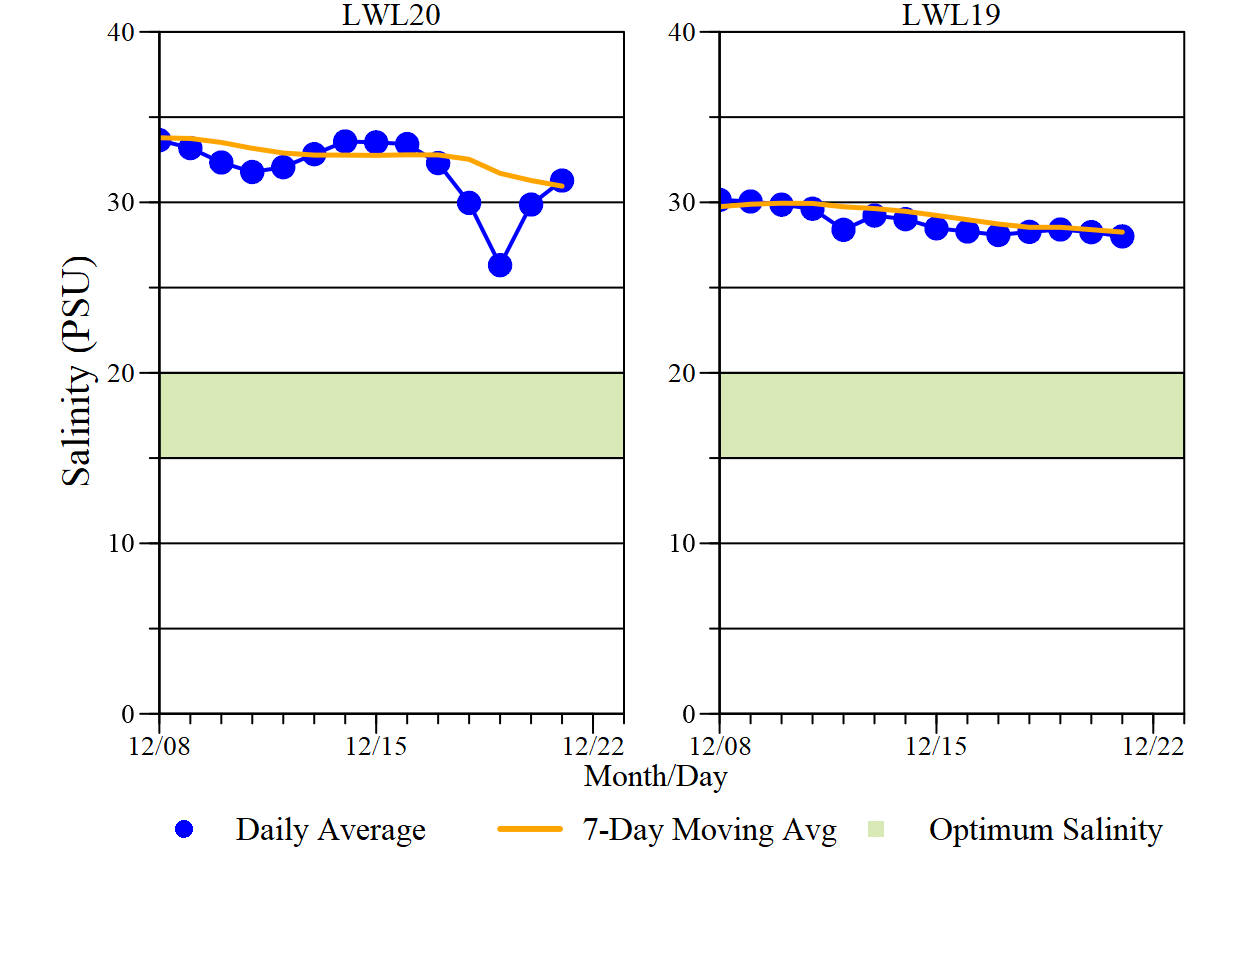 LWL20
LWL19
40
30
20
10
0
40
30
20
10
0
Salinity (PSU)
12/08
12/15
12/22
12/08
12/15
12/22
Month/Day
Daily Average
7-Day Moving Avg
Optimum Salinity